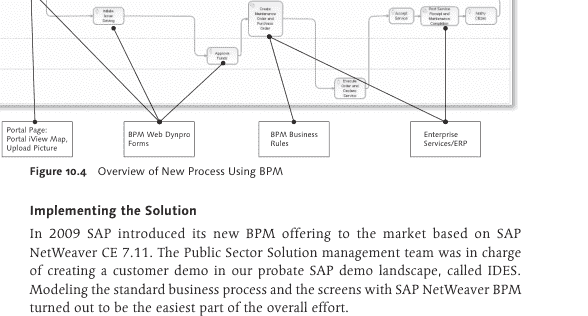 Create
Maintenance
Order and
Purchase
Order
Initiate
Accept
Service
Post Service
Receipt and
Maintenance
Completion
Notify
Citizen
Approve
Funds
Execute
Order and
Declare
Service
Portal Page:
Portal iView Map,
Upload Picture
BPM Web Dynpro
Forms
BPM Business
Rules
Enterprise
Services/ERP
Figure 10.4 Overview of New Process Using BPM
Implementing the Solution
In 2009 SAP introduced its new BPM offering to the market based on SAP
NetWeaver CE 7.11. The Public Sector Solution management team was in charge
of creating a customer demo in our probate SAP demo landscape, called IDES.
Modeling the standard business process and the screens with SAP NetWeaver BPM
turned out to be the easiest part of the overall effort.